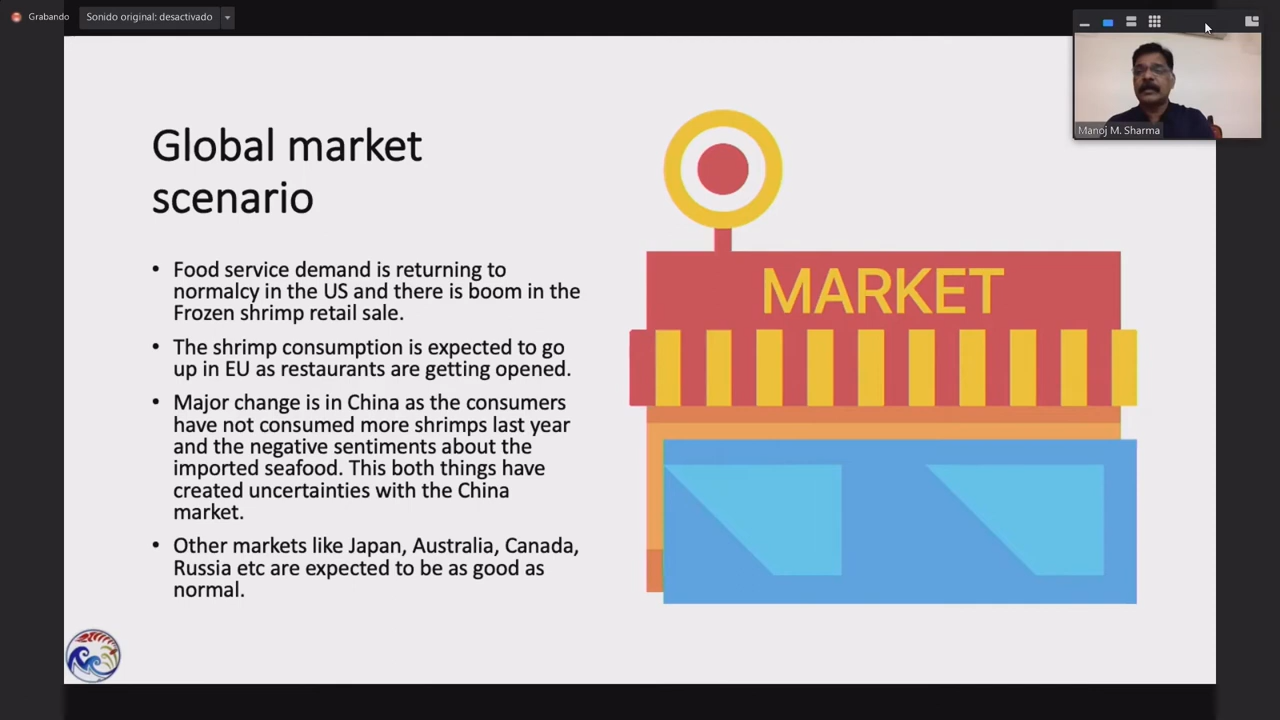 Grabando
Sonido original: desactivado
Manoj M. Sharma
Global market
scenario
• Food service demand is returning to
normalcy in the US and there is boom in the
Frozen shrimp retail sale.
• The shrimp consumption is expected to go
up in EU as restaurants are getting opened.
• Major change is in China as the consumers
have not consumed more shrimps last year
and the negative sentiments about the
imported seafood. This both things have
created uncertainties with the China
market.
• Other markets like Japan, Australia, Canada,
Russia etc are expected to be as good as
normal.
MARKET